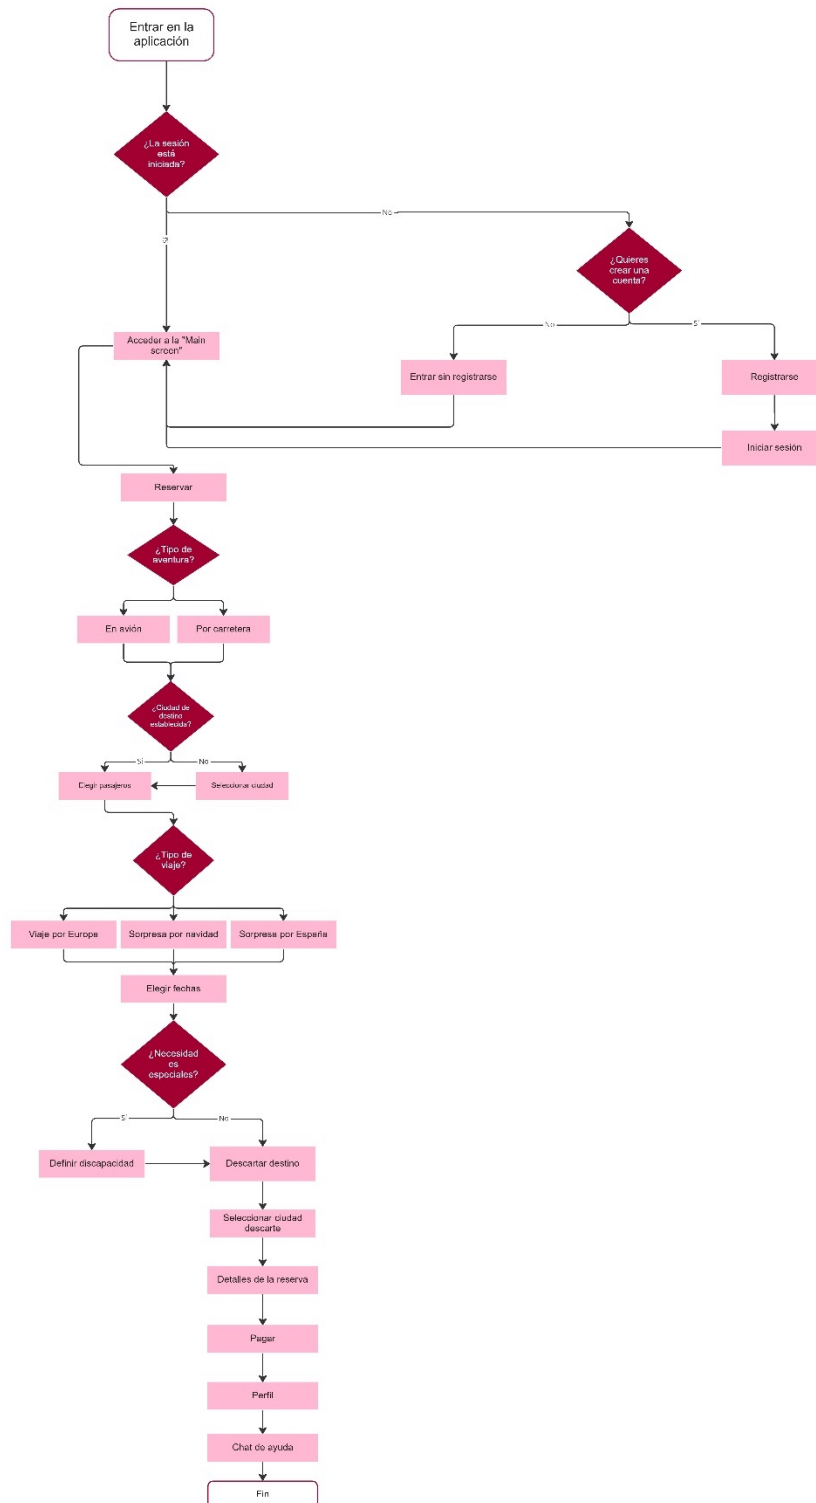 Entrar en la
aplicación
¿La sesión
está
iniciada?
No
Sí
¿Quieres
crear una
cuenta?
No
Sí
Acceder a la "Main
screen"
Entrar sin registrarse
Registrarse
Iniciar sesión
Reservar
¿Tipo de
aventura?
En avión
Por carretera
¿Ciudad de
destino
establecida?
Sí
No
Elegir pasajeros
Seleccionar ciudad
¿Tipo de
viaje?
Viaje por Europa
Sorpresa por navidad
Sorpresa por España
Elegir fechas
¿Necesidad
es
especiales?
Sí
No
Definir discapacidad
Descartar destino
Seleccionar ciudad
descarte
Detalles de la reserva
Pagar
Perfil
Chat de ayuda
Fin